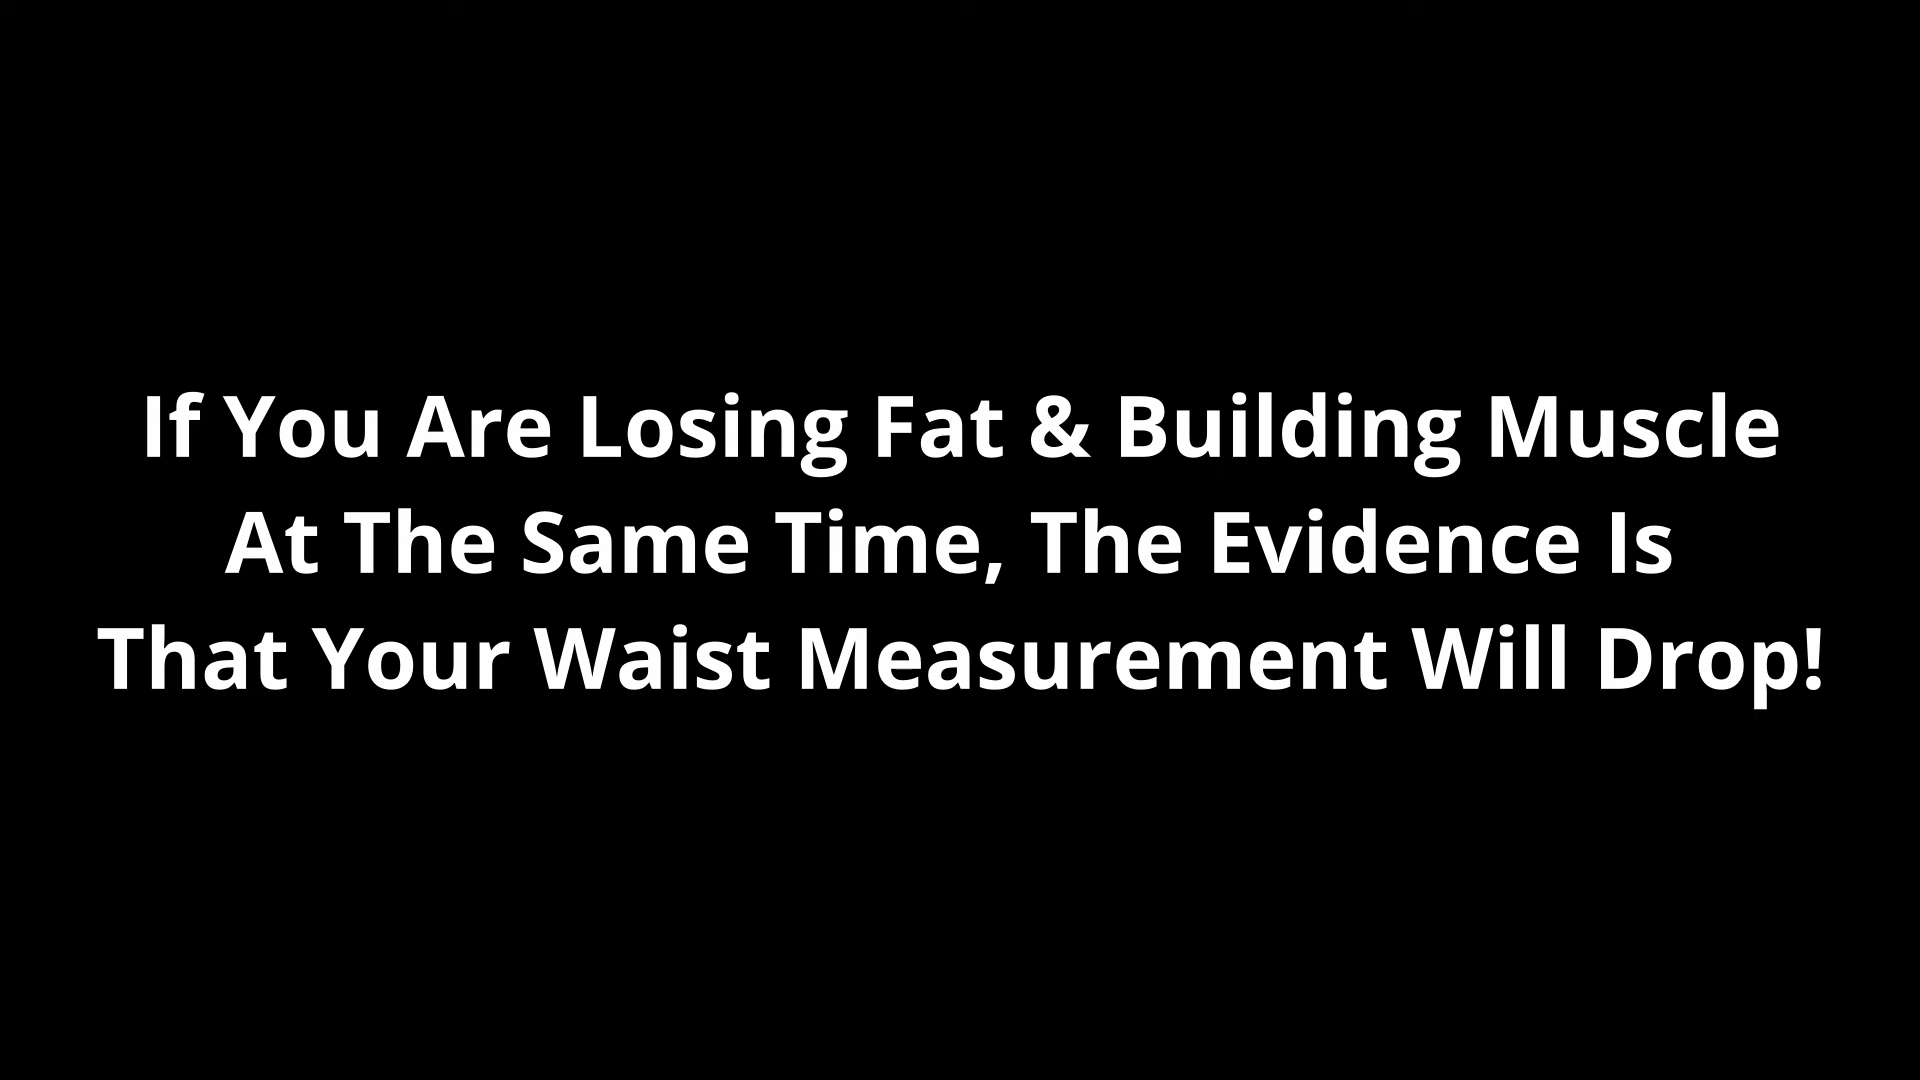 If You Are Losing Fat & Building Muscle
At The Same Time, The Evidence Is
That Your Waist Measurement Will Drop!